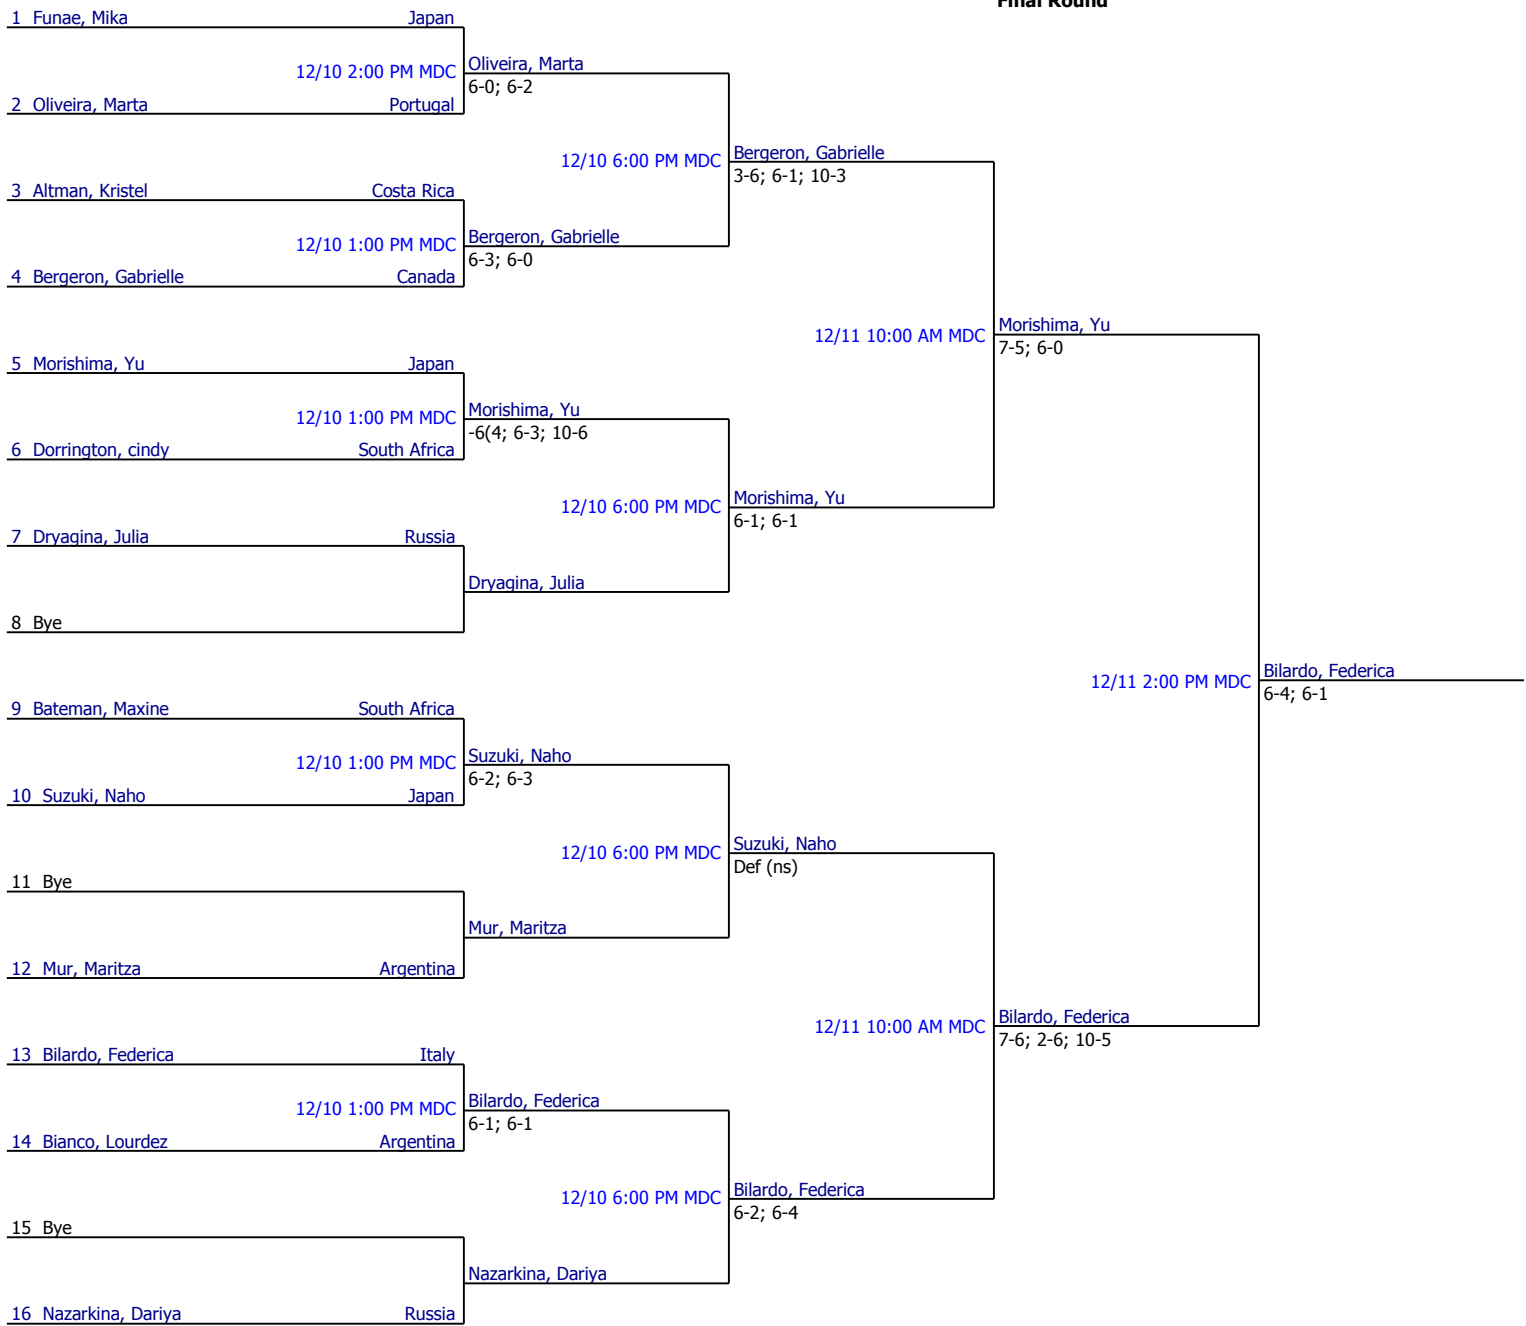 Final Round
1 Funae, Mika Japan
12/10 2:00 PM MDC
Oliveira, Marta
6-0; 6-2
2 Oliveira, Marta Portugal
12/10 6:00 PM MDC
Bergeron, Gabrielle
3-6; 6-1; 10-3
3 Altman, Kristel Costa Rica
12/10 1:00 PM MDC
Bergeron, Gabrielle
6-3; 6-0
4 Bergeron, Gabrielle Canada
12/11 10:00 AM MDC
Morishima, Yu
7-5; 6-0
5 Morishima, Yu Japan
12/10 1:00 PM MDC
Morishima, Yu
-6(4; 6-3; 10-6
6 Dorrington, cindy South Africa
12/10 6:00 PM MDC
Morishima, Yu
6-1; 6-1
7 Dryagina, Julia Russia
Dryagina, Julia
8 Bye
12/11 2:00 PM MDC
Bilardo, Federica
6-4; 6-1
9 Bateman, Maxine South Africa
12/10 1:00 PM MDC
Suzuki, Naho
6-2; 6-3
10 Suzuki, Naho Japan
12/10 6:00 PM MDC
Suzuki, Naho
Def (ns)
11 Bye
Mur, Maritza
12 Mur, Maritza Argentina
12/11 10:00 AM MDC
Bilardo, Federica
7-6; 2-6; 10-5
13 Bilardo, Federica Italy
12/10 1:00 PM MDC
Bilardo, Federica
6-1; 6-1
14 Bianco, Lourdez Argentina
12/10 6:00 PM MDC
Bilardo, Federica
6-2; 6-4
15 Bye
Nazarkina, Dariya
16 Nazarkina, Dariya Russia